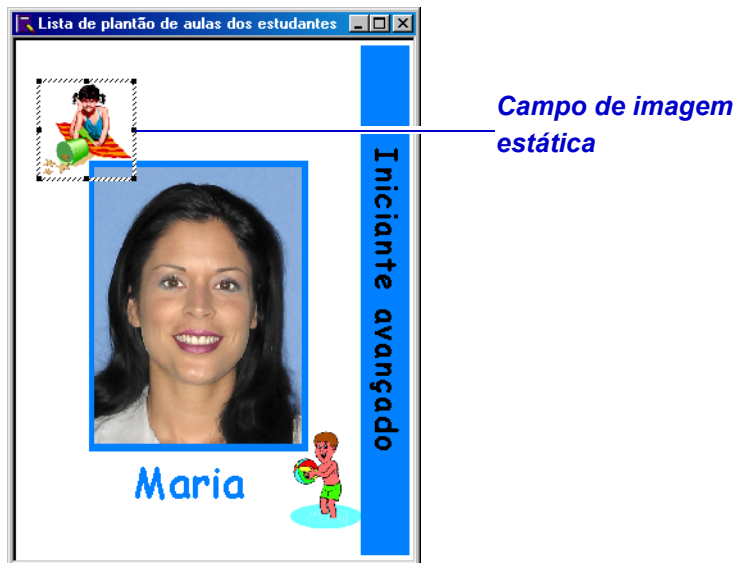 Lista de plantão de aulas dos estudantes
Campo de imagem
estática
Iniciante avançado
Maria